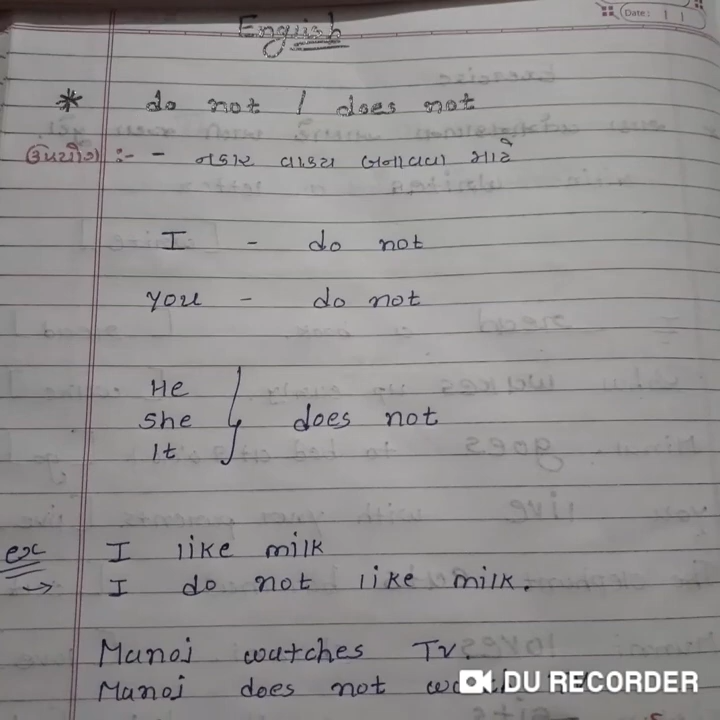 Date :
English
* do not / does not
ઉપયોગ :- - નકાર વાક્ય બનાવવા માટે
I - do not
you - do not
He
She } does not
It
ex I like milk
→ I do not like milk.
Manoj watches TV.
Manoj does not
DU RECORDER